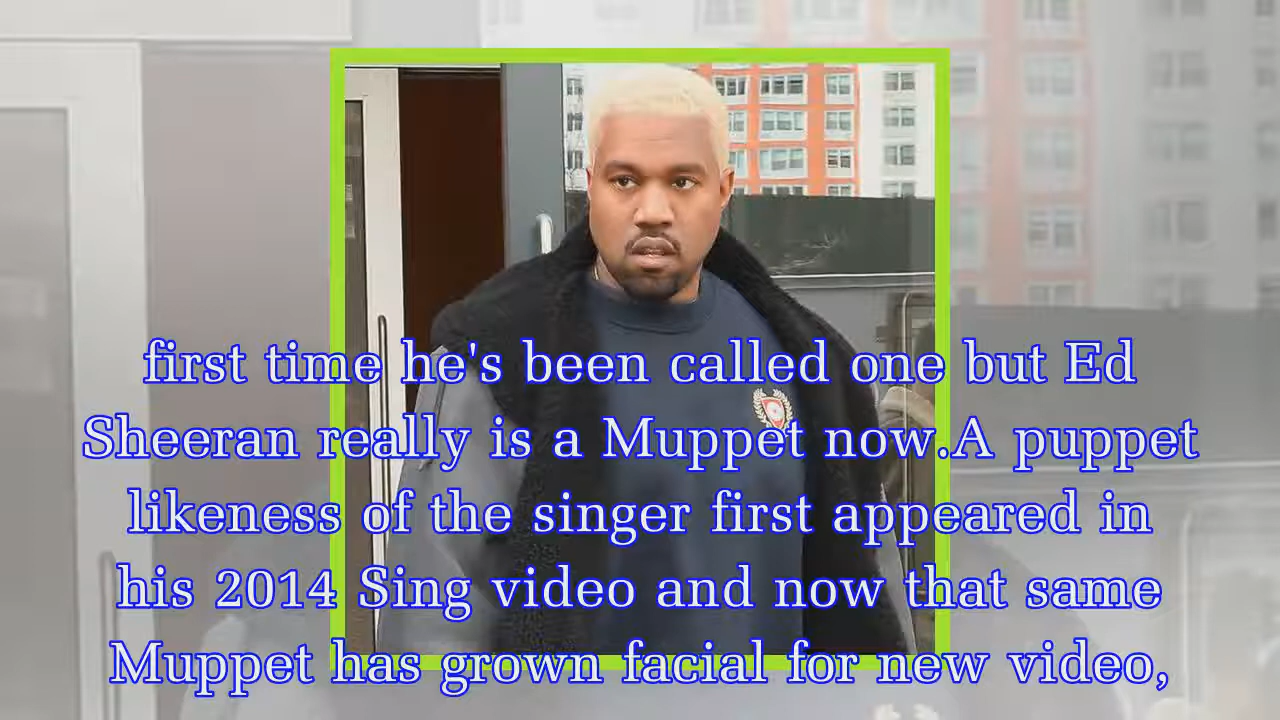 first time he's been called one but Ed
Sheeran really is a Muppet now.A puppet
likeness of the singer first appeared in
his 2014 Sing video and now that same
Muppet has grown facial for new video,